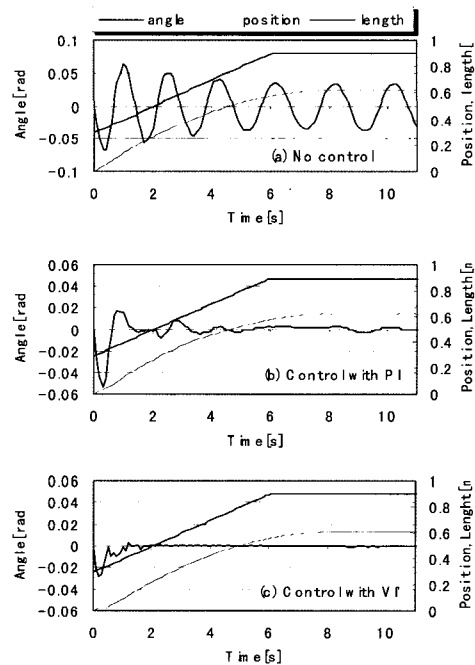 angle position length
0.1
0.05
0
-0.05
-0.1
Angle[rad
1
0.8
0.6
0.4
0.2
0
Position, length[
(a) No control
0 2 4 6 8 10
Time[s]
0.06
0.04
0.02
0
-0.02
-0.04
-0.06
Angle[rad
1
0.8
0.6
0.4
0.2
0
Position, Length[n
(b) Control with PI
0 2 4 6 8 10
Time[s]
0.06
0.04
0.02
0
-0.02
-0.04
-0.06
Angle[rad
1
0.8
0.6
0.4
0.2
0
Position, Lenght[n
(c) Control with
0 2 4 6 8 10
Time[s]